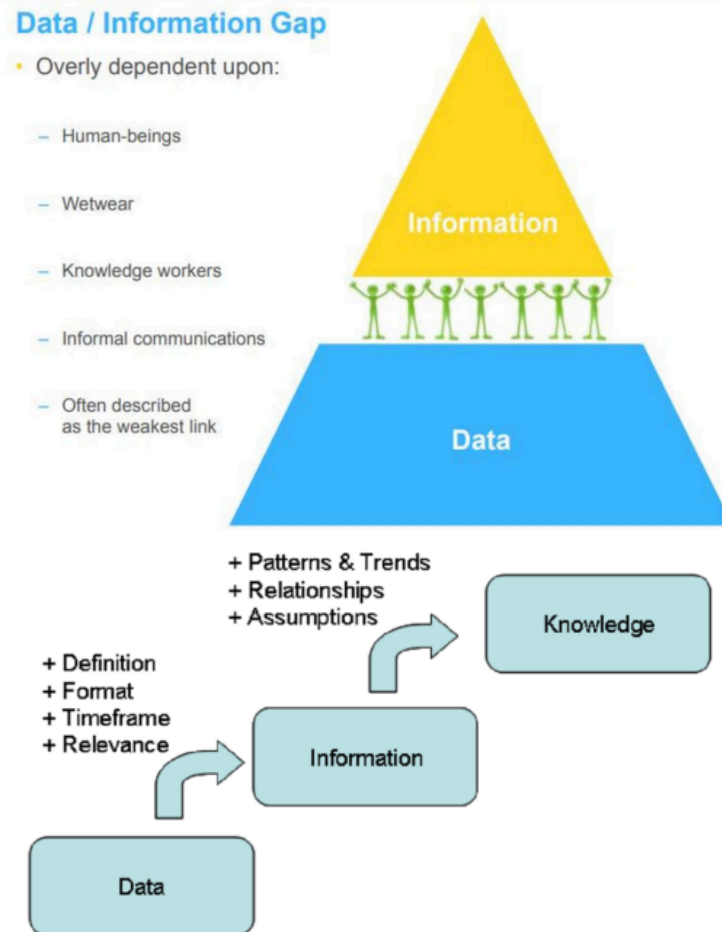 Data / Information Gap
• Overly dependent upon:
– Human-beings
– Wetwear
– Knowledge workers
– Informal communications
– Often described
as the weakest link
Information
Data
+ Patterns & Trends
+ Relationships
+ Assumptions
Knowledge
+ Definition
+ Format
+ Timeframe
+ Relevance
Information
Data